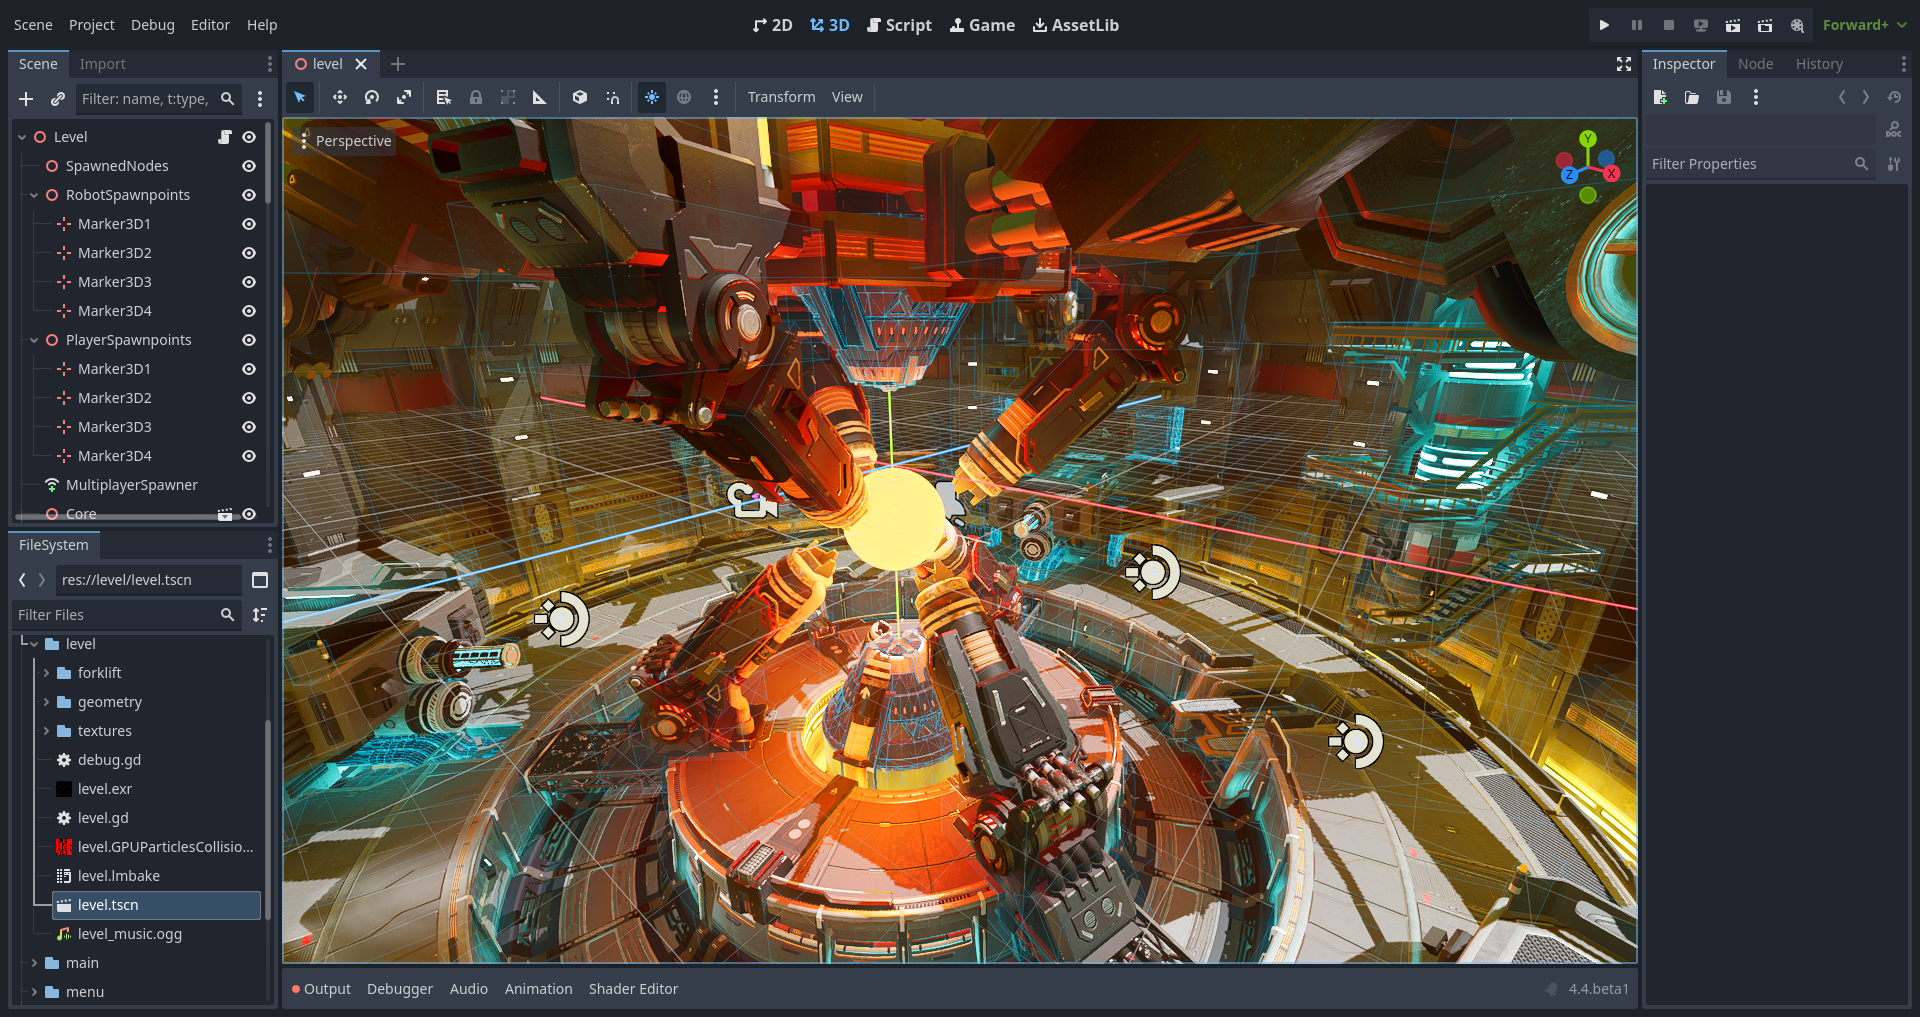 Scene Project Debug Editor Help
2D 3D Script Game AssetLib
Forward+
Scene Import
Filter: name, t:type,
Level
SpawnedNodes
RobotSpawnpoints
Marker3D1
Marker3D2
Marker3D3
Marker3D4
PlayerSpawnpoints
Marker3D1
Marker3D2
Marker3D3
Marker3D4
MultiplayerSpawner
Core
FileSystem
res://level/level.tscn
Filter Files
level
forklift
geometry
textures
debug.gd
level.exr
level.gd
level.GPUParticlesCollisio...
level.lmbake
level.tscn
level_music.ogg
main
menu
level
Transform View
Perspective
Y
Z X
Output Debugger Audio Animation Shader Editor
4.4.beta1
Inspector Node History
DOC
Filter Properties